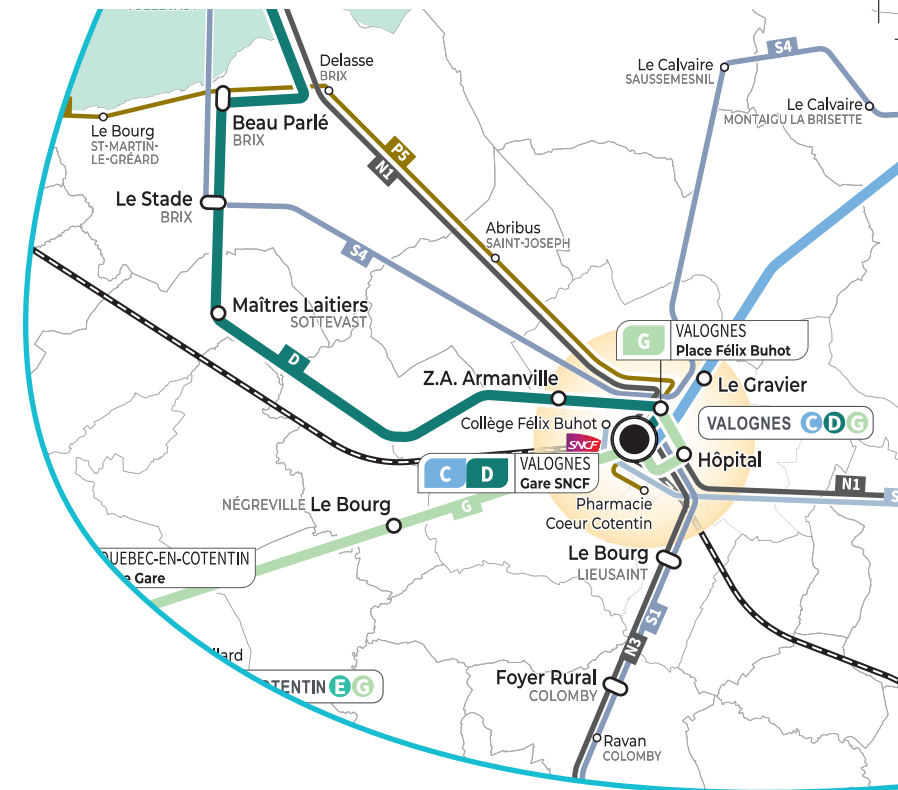 Delasse
BRIX
Le Calvaire
SAUSSEMESNIL
S4
Le Calvaire
MONTAIGU LA BRISETTE
Le Bourg
ST-MARTIN-
LE-GRÉARD
Beau Parlé
BRIX
P5
N1
Le Stade
BRIX
S4
Abribus
SAINT-JOSEPH
Maîtres Laitiers
SOTTEVAST
D
G
VALOGNES
Place Félix Buhot
Z.A. Armanville
Le Gravier
Collège Félix Buhot
VALOGNES C D G
SNCF
C D
VALOGNES
Gare SNCF
Hôpital
N1
NÉGREVILLE Le Bourg
G
Pharmacie
Coeur Cotentin
QUEBEC-EN-COTENTIN
e Gare
Le Bourg
LIEUSAINT
S1
N3
lard
OTENTIN E G
Foyer Rural
COLOMBY
Ravan
COLOMBY